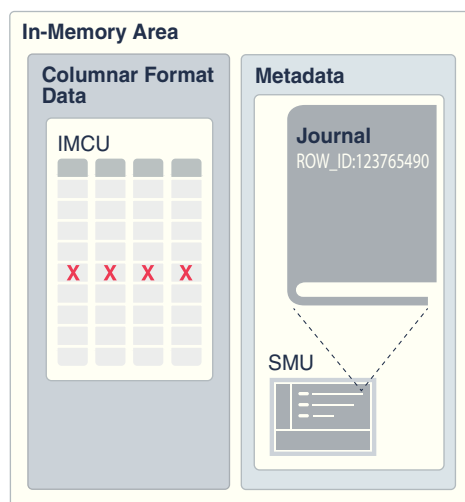 In-Memory Area
Columnar Format
Data
IMCU
X X X X
Metadata
Journal
ROW_ID:123765490
SMU